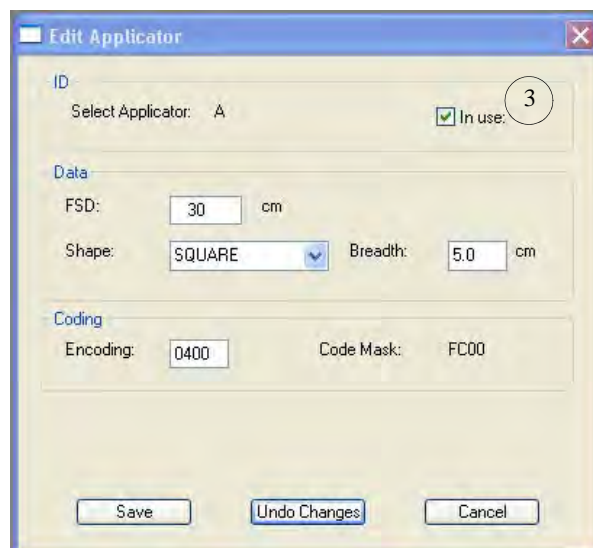 Edit Applicator
ID
Select Applicator: A
In use:
3
Data
FSD: 30 cm
Shape: SQUARE Breadth: 5.0 cm
Coding
Encoding: 0400 Code Mask: FC00
Save Undo Changes Cancel